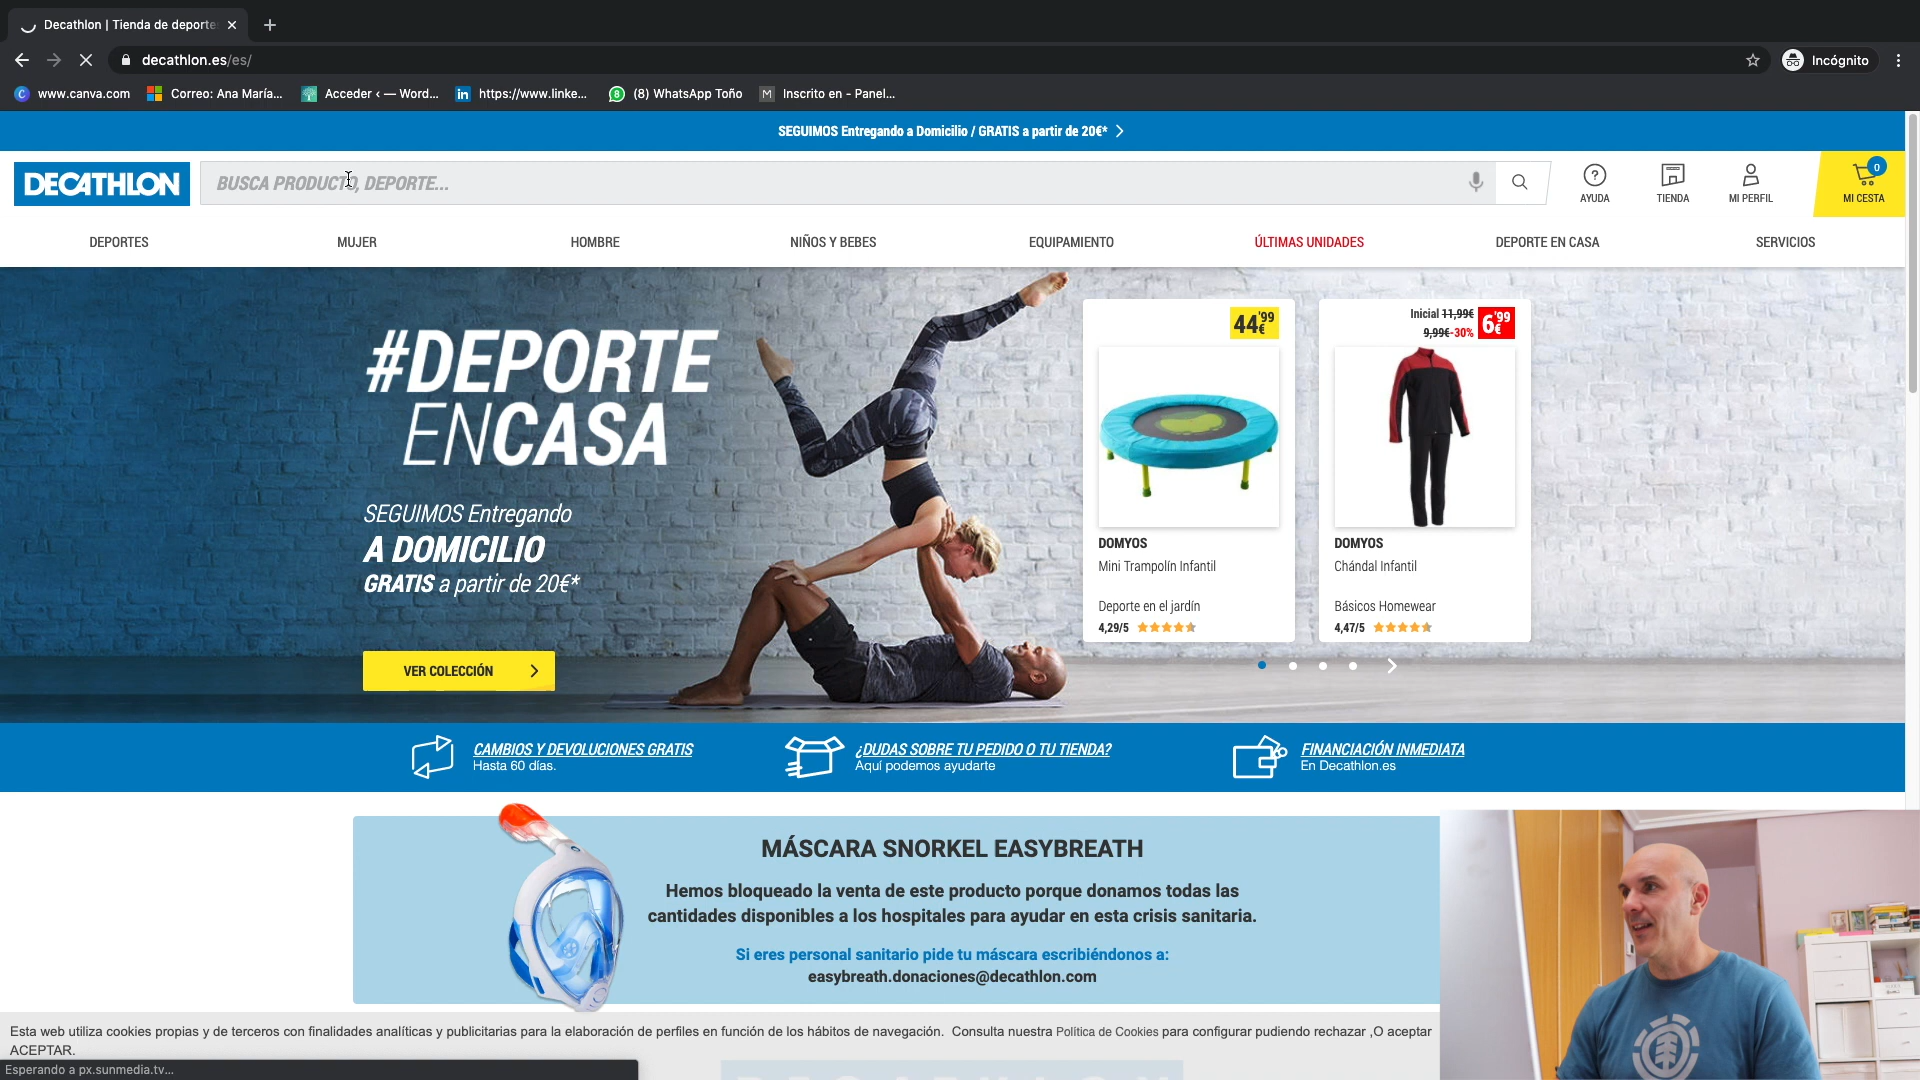 Decathlon | Tienda de deporte
decathlon.es/es/
Incógnito
www.canva.com
Correo: Ana María...
Acceder ‹ — Word...
https://www.linke...
(8) WhatsApp Toño
Inscrito en - Panel...
SEGUIMOS Entregando a Domicilio / GRATIS a partir de 20€*
DECATHLON
BUSCA PRODUCTO, DEPORTE...
AYUDA
TIENDA
MI PERFIL
0
MI CESTA
DEPORTES
MUJER
HOMBRE
NIÑOS Y BEBES
EQUIPAMIENTO
ÚLTIMAS UNIDADES
DEPORTE EN CASA
SERVICIOS
#DEPORTE
ENCASA
SEGUIMOS Entregando
A DOMICILIO
GRATIS a partir de 20€*
VER COLECCIÓN
44€'99
DOMYOS
Mini Trampolín Infantil
Deporte en el jardín
4,29/5
Inicial 11,99€
9,99€-30%
6€'99
DOMYOS
Chándal Infantil
Básicos Homewear
4,47/5
CAMBIOS Y DEVOLUCIONES GRATIS
Hasta 60 días.
¿DUDAS SOBRE TU PEDIDO O TU TIENDA?
Aquí podemos ayudarte
FINANCIACIÓN INMEDIATA
En Decathlon.es
MÁSCARA SNORKEL EASYBREATH
Hemos bloqueado la venta de este producto porque donamos todas las
cantidades disponibles a los hospitales para ayudar en esta crisis sanitaria.
Si eres personal sanitario pide tu máscara escribiéndonos a:
easybreath.donaciones@decathlon.com
Esta web utiliza cookies propias y de terceros con finalidades analíticas y publicitarias para la elaboración de perfiles en función de los hábitos de navegación. Consulta nuestra Política de Cookies para configurar pudiendo rechazar ,O aceptar
ACEPTAR.
Esperando a px.sunmedia.tv...